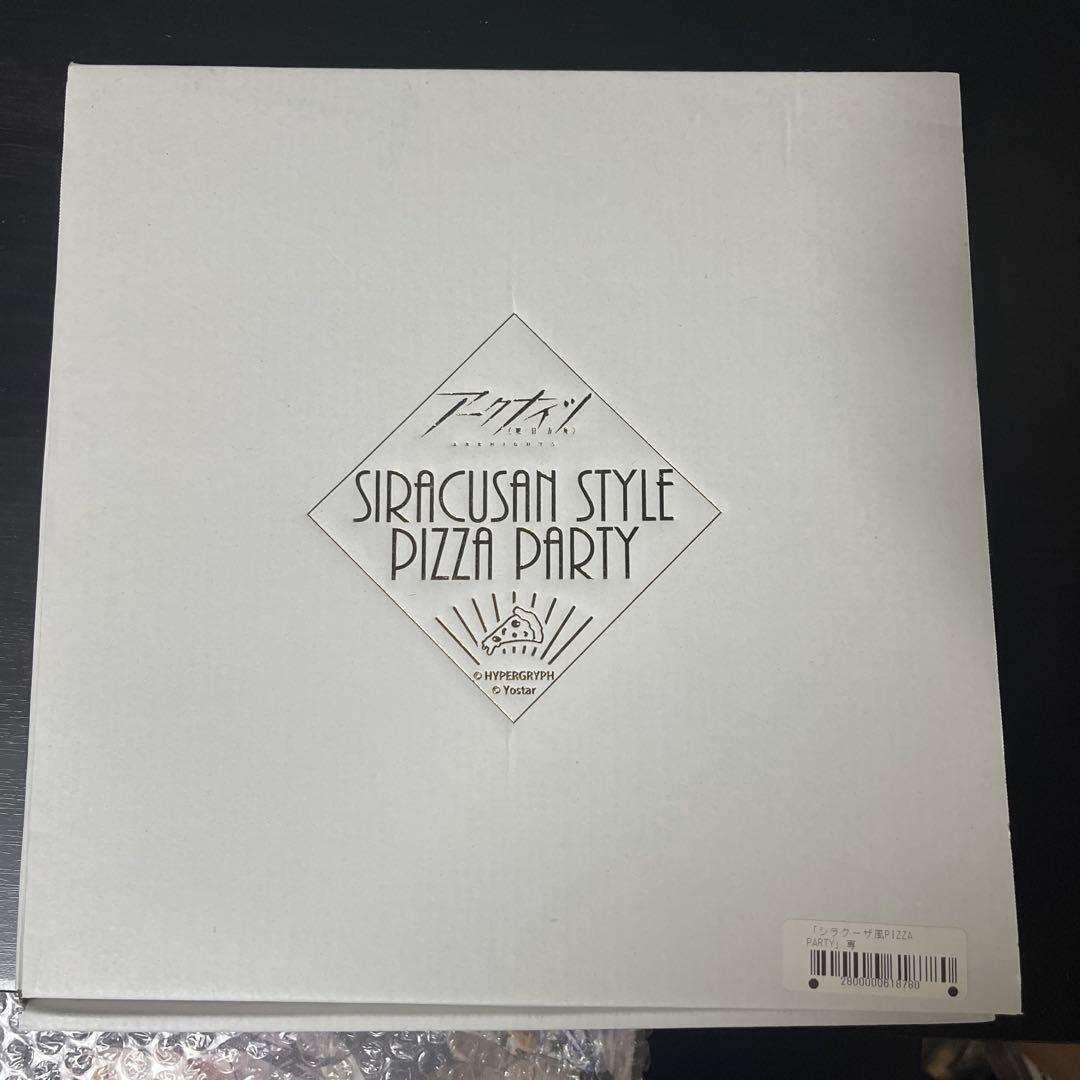 アークナイツ
ARKNIGHTS
SIRACUSAN STYLE
PIZZA PARTY
© HYPERGRYPH
© Yostar
「シラクーザ風PIZZA
PARTY」専
2800000618780